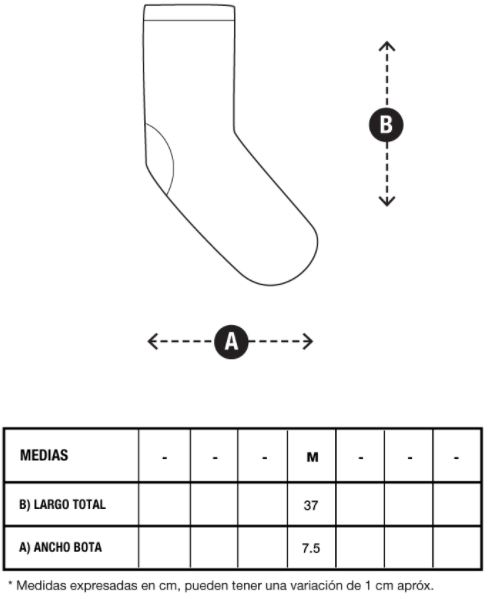 B
A
MEDIAS - - - M - - -
B) LARGO TOTAL 37
A) ANCHO BOTA 7.5
* Medidas expresadas en cm, pueden tener una variación de 1 cm apróx.